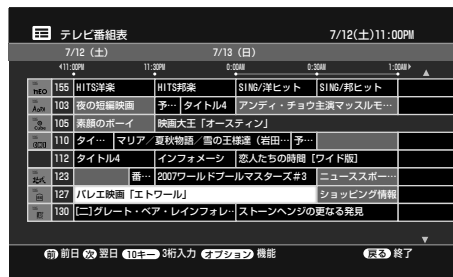 テレビ番組表 7/12(土)11:00PM
7/12（土） 7/13（日）
◀11:00PM 11:30PM 0:00AM 0:30AM 1:00AM▶
neco 155 HITS洋楽 HITS邦楽 SING/洋ヒット SING/邦ヒット
103 夜の短編映画 予… タイトル4 アンディ・チョウ主演マッスルモ…
105 素顔のボーイ 映画大王「オースティン」
110 タイ… マリア／夏秋物語／雪の王様達（岩田… 予…
112 タイトル4 インフォメーシ 恋人たちの時間［ワイド版］
123 番… 2007ワールドプールマスターズ#3 ニューススポー…
127 バレエ映画「エトワール」 ショッピング情報
130 [二]グレート・ベア・レインフォレ… ストーンヘンジの更なる発見
前 前日 次 翌日 10キー 3桁入力 オプション 機能 戻る 終了